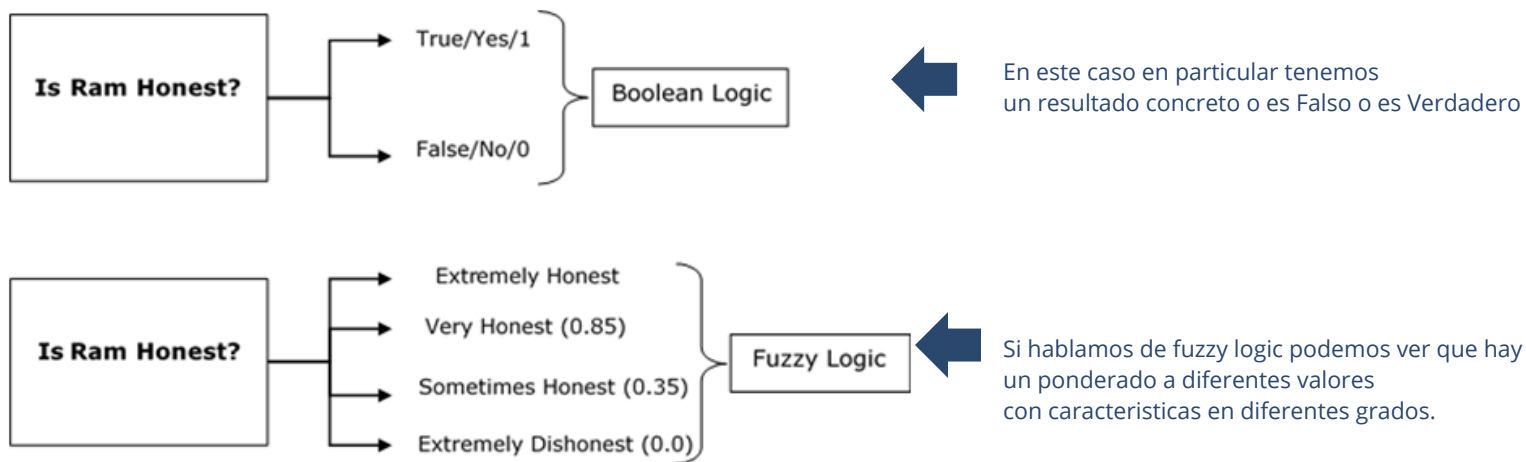 Is Ram Honest?
True/Yes/1
False/No/0
Boolean Logic
En este caso en particular tenemos
un resultado concreto o es Falso o es Verdadero
Is Ram Honest?
Extremely Honest
Very Honest (0.85)
Sometimes Honest (0.35)
Extremely Dishonest (0.0)
Fuzzy Logic
Si hablamos de fuzzy logic podemos ver que hay
un ponderado a diferentes valores
con caracteristicas en diferentes grados.